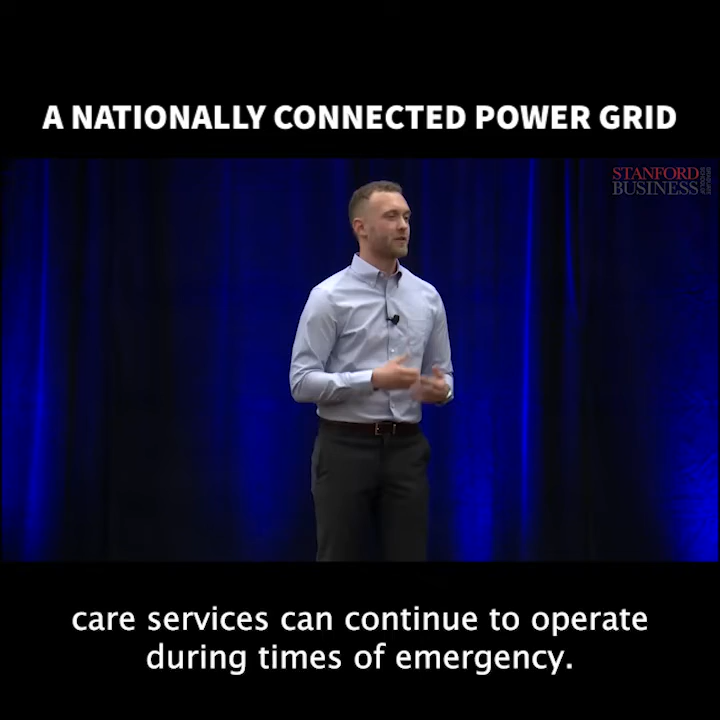 A NATIONALLY CONNECTED POWER GRID
STANFORD
BUSINESS
care services can continue to operate
during times of emergency.